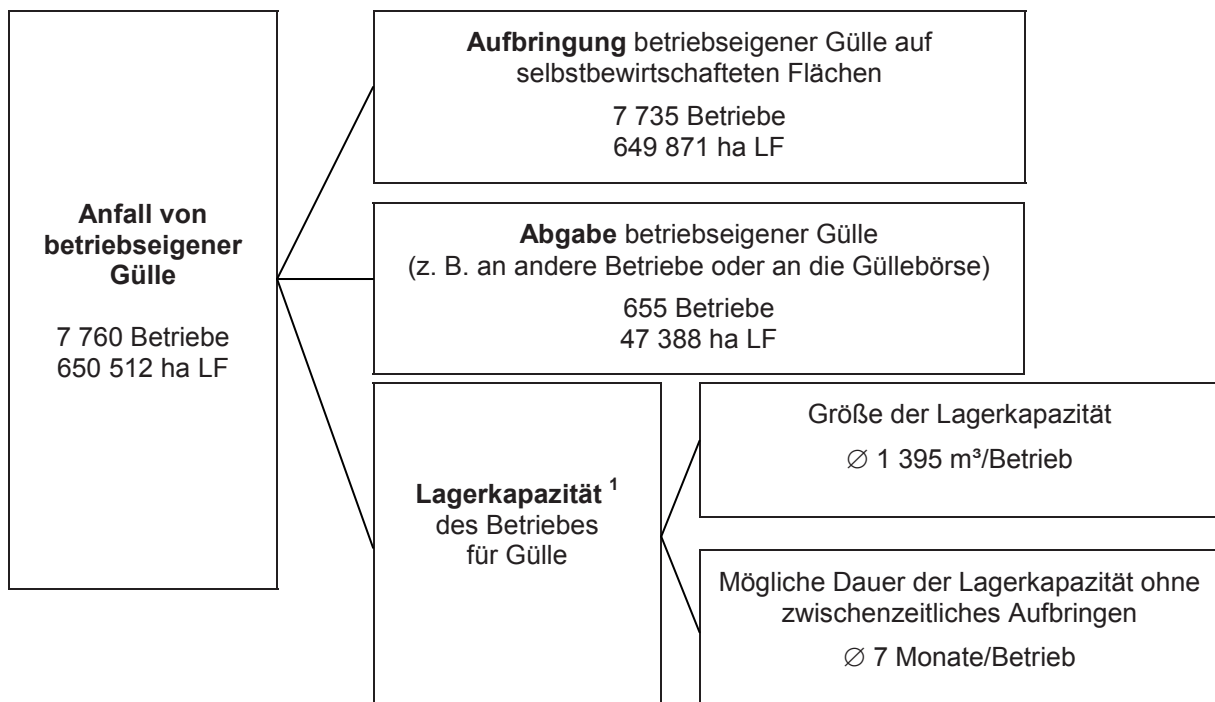 Anfall von
betriebseigener
Gülle
7 760 Betriebe
650 512 ha LF
Aufbringung betriebseigener Gülle auf
selbstbewirtschafteten Flächen
7 735 Betriebe
649 871 ha LF
Abgabe betriebseigener Gülle
(z. B. an andere Betriebe oder an die Güllebörse)
655 Betriebe
47 388 ha LF
Lagerkapazität ¹
des Betriebes
für Gülle
Größe der Lagerkapazität
∅ 1 395 m³/Betrieb
Mögliche Dauer der Lagerkapazität ohne
zwischenzeitliches Aufbringen
∅ 7 Monate/Betrieb